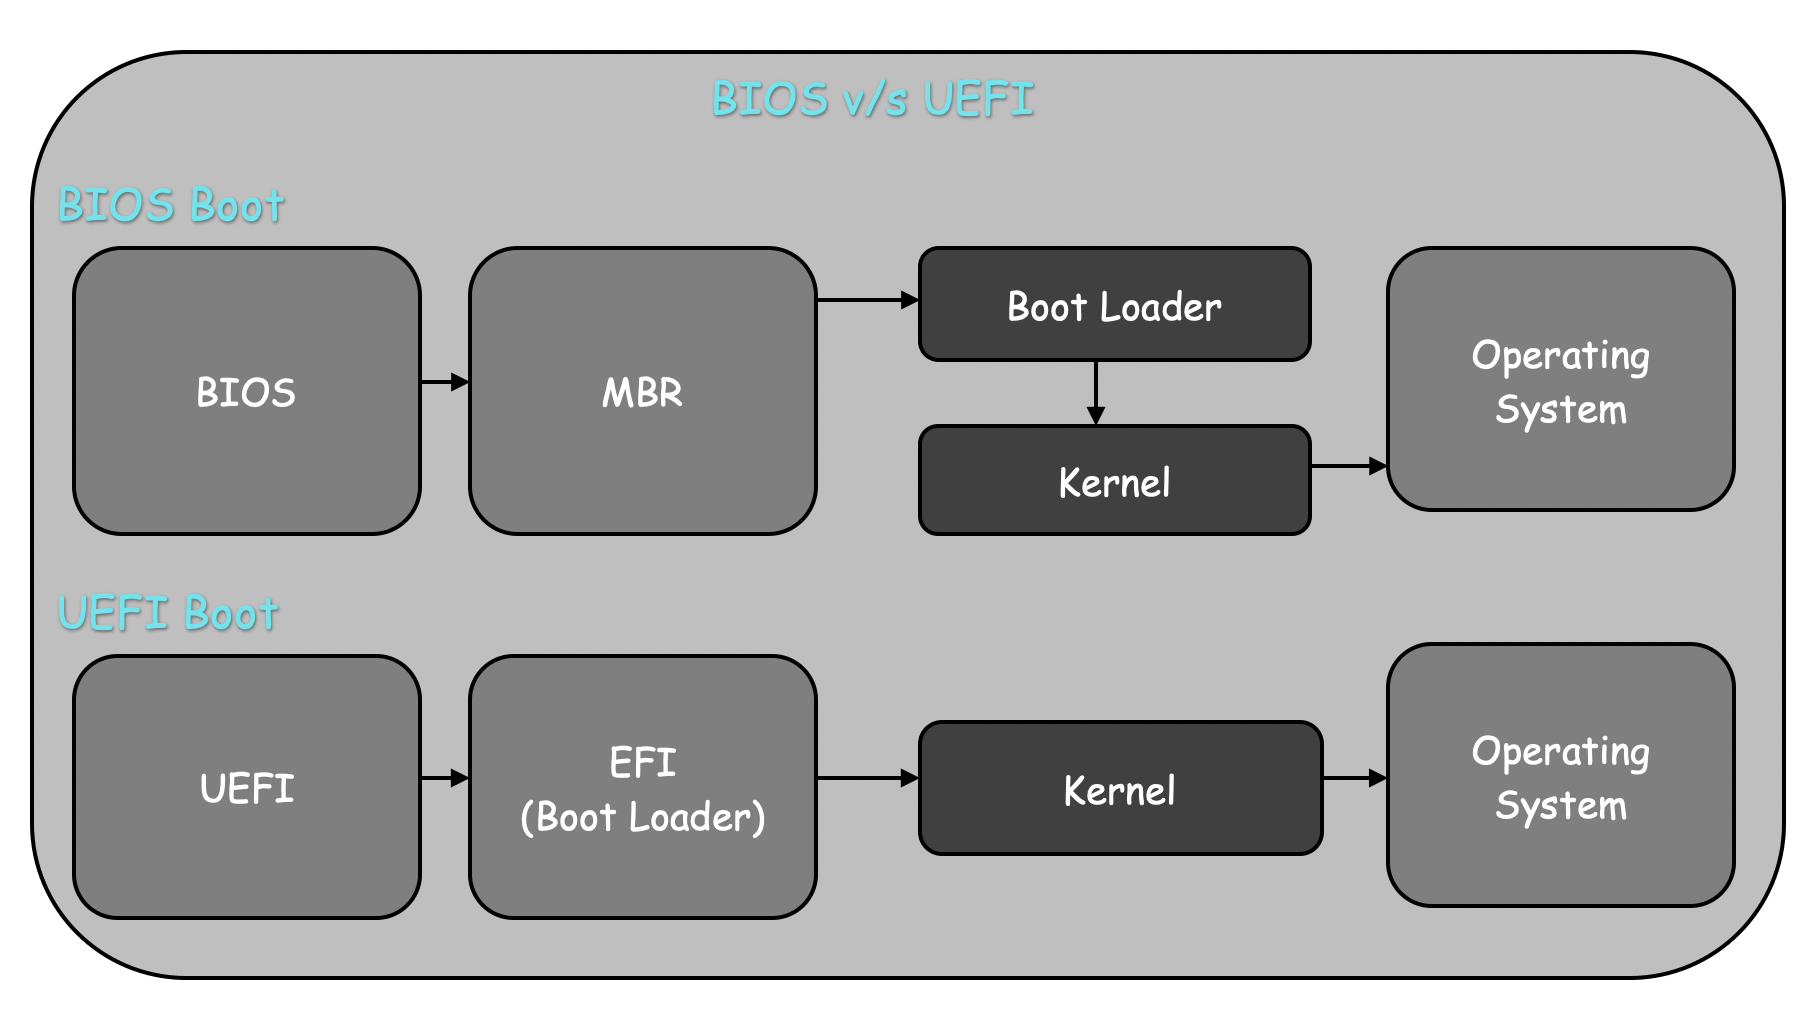 BIOS v/s UEFI
BIOS Boot
BIOS
MBR
Boot Loader
Kernel
Operating
System
UEFI Boot
UEFI
EFI
(Boot Loader)
Kernel
Operating
System